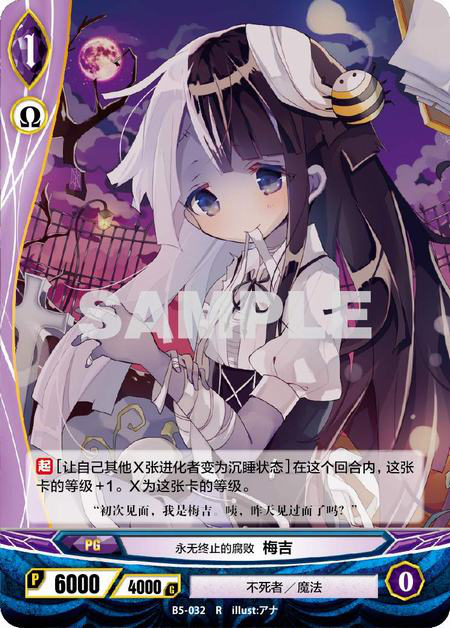 1
Ω
SAMPLE
起[让自己其他X张进化者变为沉睡状态]在这个回合内,这张
卡的等级+1。X为这张卡的等级。
“初次见面,我是梅吉。咦,昨天见过面了吗?”
PG 永无终止的腐败 梅吉
P 6000 4000 G 不死者/魔法 0
B5-032 R illust:アナ